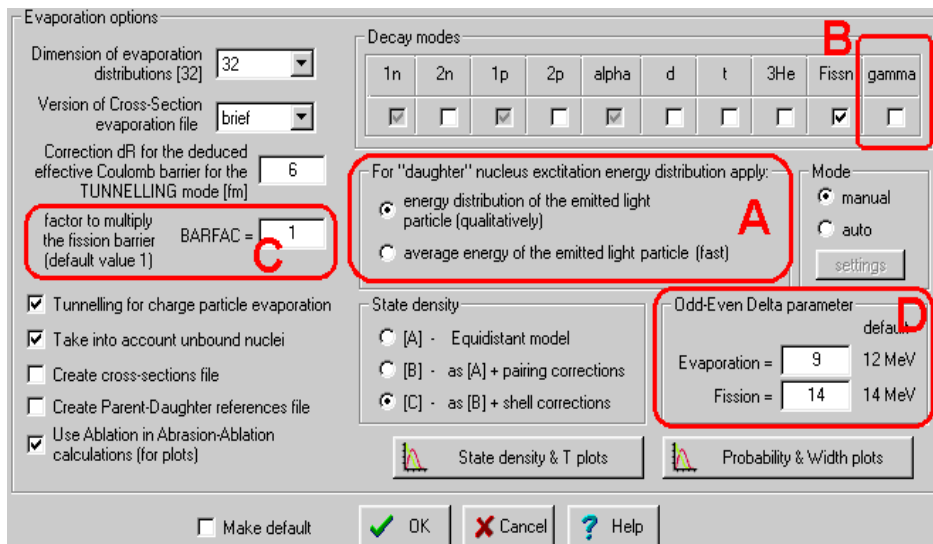 Evaporation options
Dimension of evaporation
distributions [32]
32
Version of Cross-Section
evaporation file
brief
Correction dR for the deduced
effective Coulomb barrier for the
TUNNELLING mode [fm]
6
factor to multiply
the fission barrier
(default value 1)
BARFAC =
1
C
Tunnelling for charge particle evaporation
Take into account unbound nuclei
Create cross-sections file
Create Parent-Daughter references file
Use Ablation in Abrasion-Ablation
calculations (for plots)
Decay modes
B
1n 2n 1p 2p alpha d t 3He Fissn gamma
For "daughter" nucleus exctitation energy distribution apply:
energy distribution of the emitted light
particle (qualitatively)
average energy of the emitted light particle (fast)
A
Mode
manual
auto
settings
State density
[A] - Equidistant model
[B] - as [A] + pairing corrections
[C] - as [B] + shell corrections
Odd-Even Delta parameter
D
default
Evaporation = 9 12 MeV
Fission = 14 14 MeV
State density & T plots
Probability & Width plots
Make default
OK
Cancel
? Help